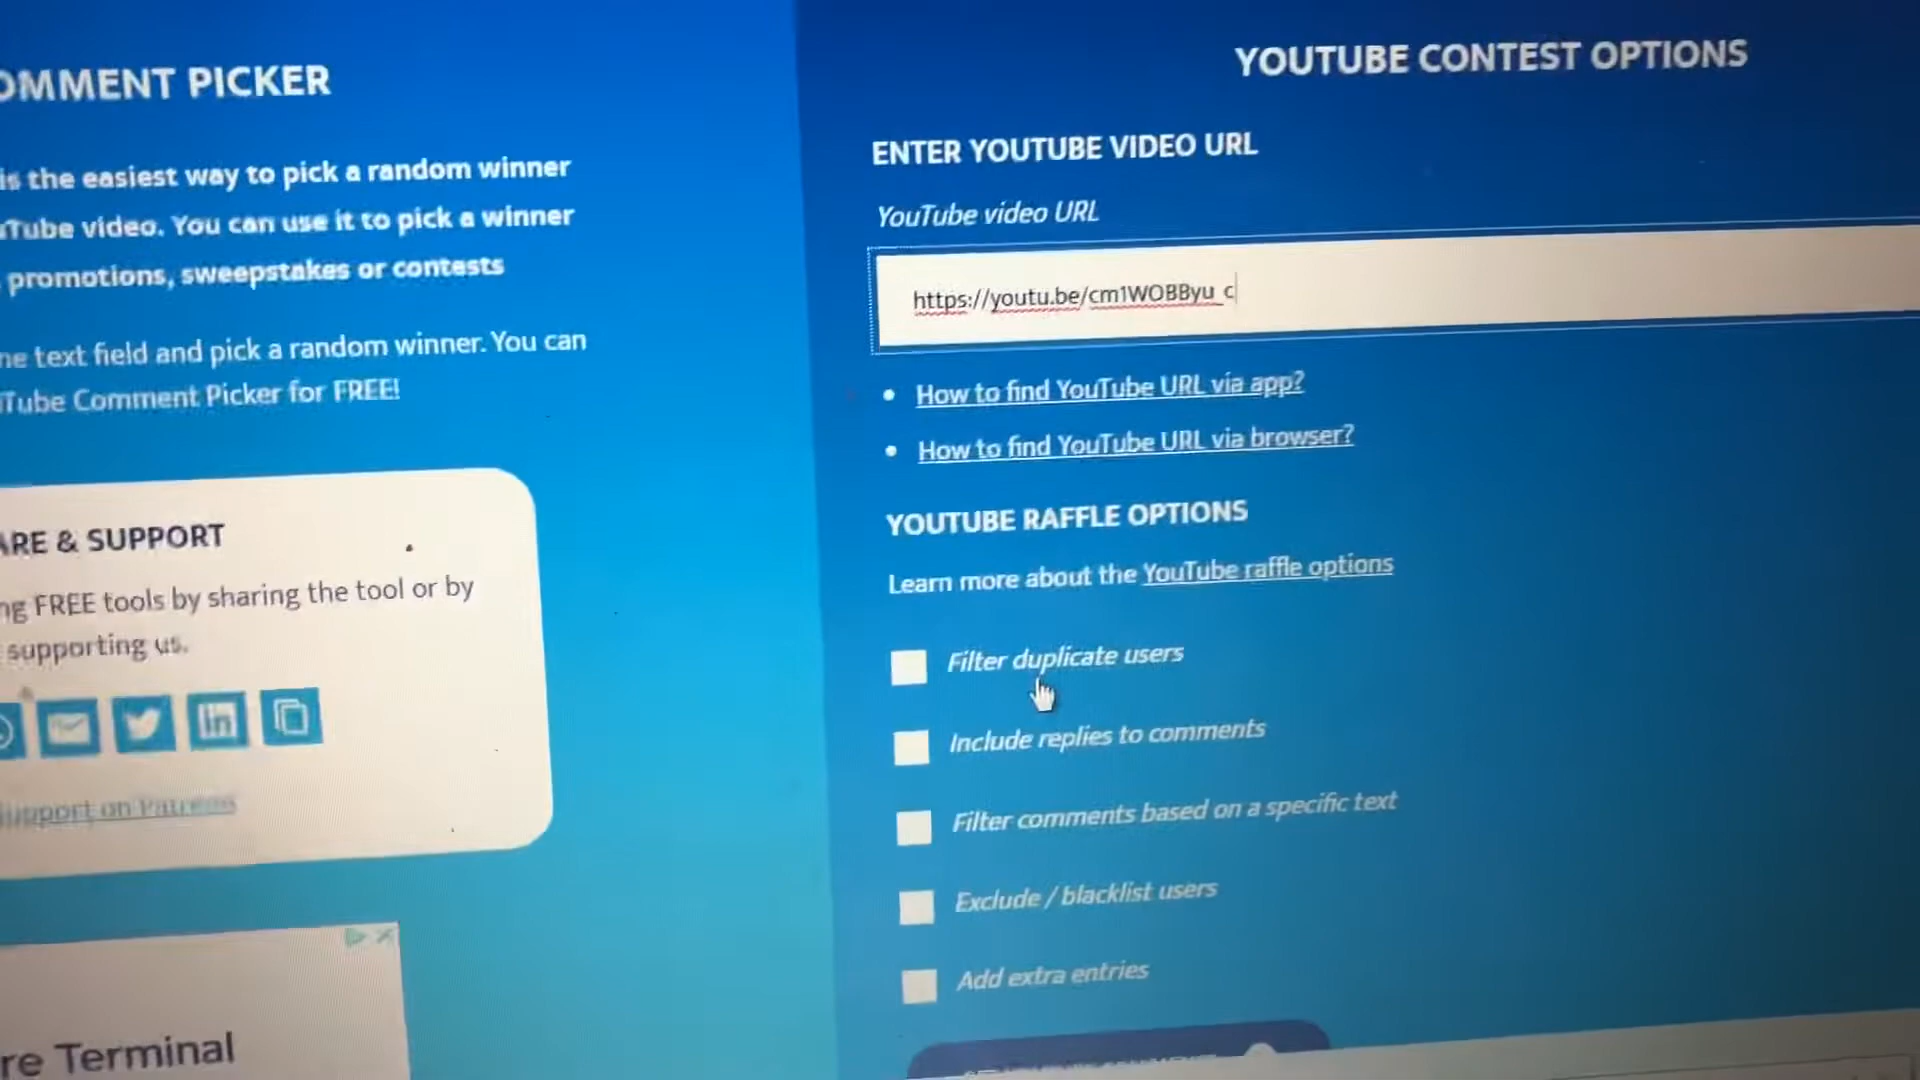 OMMENT PICKER
is the easiest way to pick a random winner
Tube video. You can use it to pick a winner
promotions, sweepstakes or contests
ne text field and pick a random winner. You can
Tube Comment Picker for FREE!
ARE & SUPPORT
ng FREE tools by sharing the tool or by
supporting us.
in
Support on Patreon
re Terminal
YOUTUBE CONTEST OPTIONS
ENTER YOUTUBE VIDEO URL
YouTube video URL
https://youtu.be/cm1WOBByu_c
How to find YouTube URL via app?
How to find YouTube URL via browser?
YOUTUBE RAFFLE OPTIONS
Learn more about the YouTube raffle options
Filter duplicate users
Include replies to comments
Filter comments based on a specific text
Exclude / blacklist users
Add extra entries